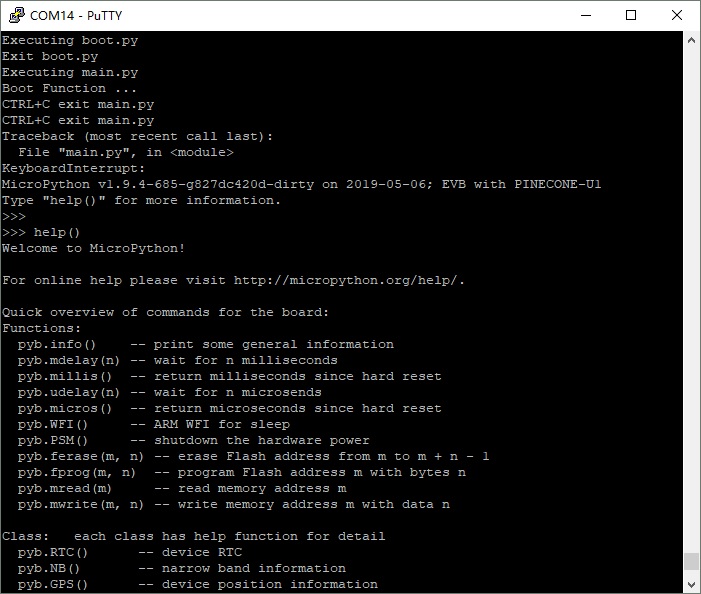 COM14 - PuTTY
Executing boot.py
Exit boot.py
Executing main.py
Boot Function ...
CTRL+C exit main.py
CTRL+C exit main.py
Traceback (most recent call last):
  File "main.py", in <module>
KeyboardInterrupt:
MicroPython v1.9.4-685-g827dc420d-dirty on 2019-05-06; EVB with PINECONE-U1
Type "help()" for more information.
>>>
>>> help()
Welcome to MicroPython!

For online help please visit http://micropython.org/help/.

Quick overview of commands for the board:
Functions:
  pyb.info()    -- print some general information
  pyb.mdelay(n) -- wait for n milliseconds
  pyb.millis()  -- return milliseconds since hard reset
  pyb.udelay(n) -- wait for n microsends
  pyb.micros()  -- return microseconds since hard reset
  pyb.WFI()     -- ARM WFI for sleep
  pyb.PSM()     -- shutdown the hardware power
  pyb.ferase(m, n) -- erase Flash address from m to m + n - 1
  pyb.fprog(m, n)  -- program Flash address m with bytes n
  pyb.mread(m)     -- read memory address m
  pyb.mwrite(m, n) -- write memory address m with data n

Class:   each class has help function for detail
  pyb.RTC()      -- device RTC
  pyb.NB()       -- narrow band information
  pyb.GPS()      -- device position information